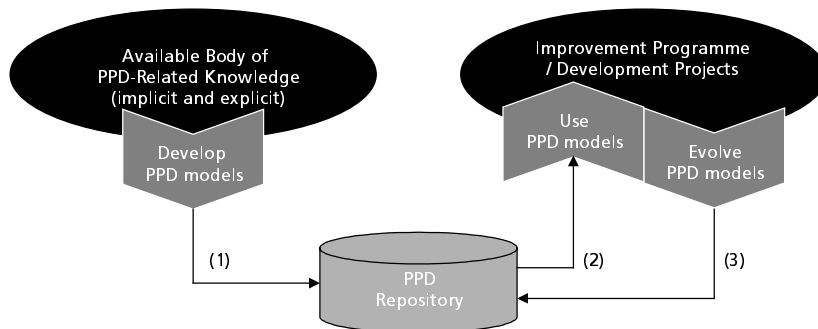 Available Body of
PPD-Related Knowledge
(implicit and explicit)
Develop
PPD models
Improvement Programme
/ Development Projects
Use
PPD models
Evolve
PPD models
(1)
(2)
(3)
PPD
Repository